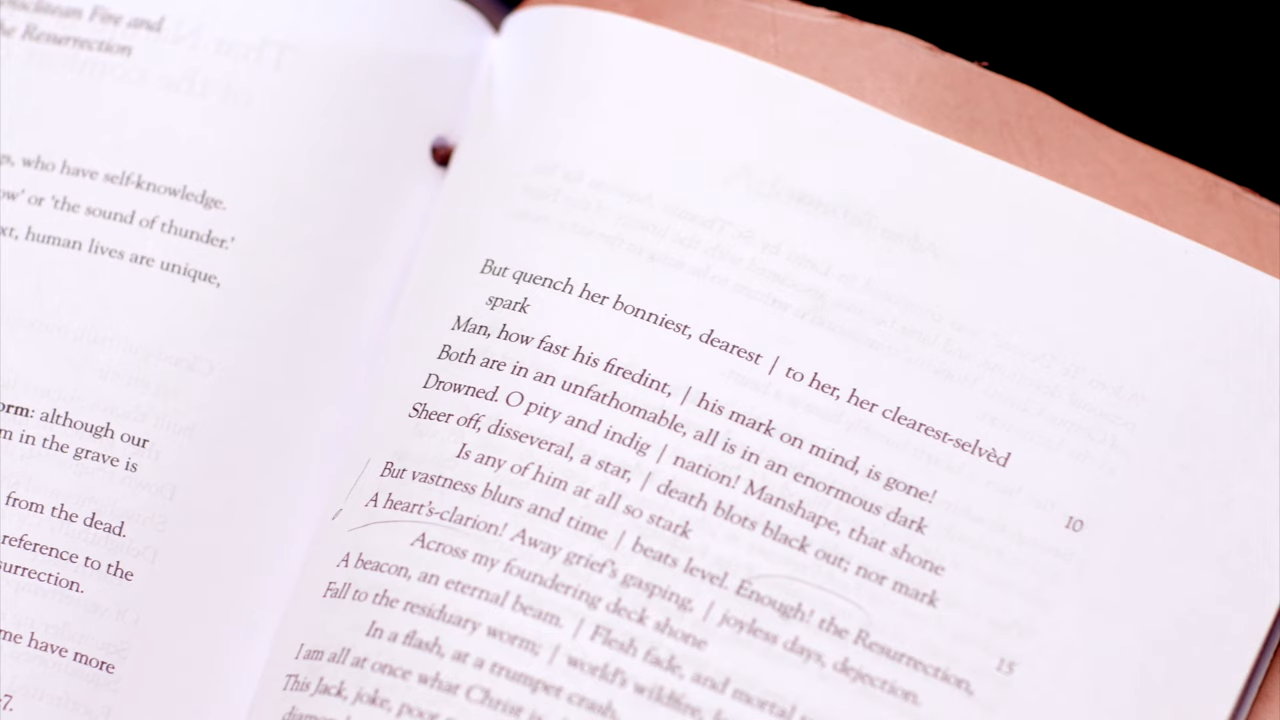 Fire and
Resurrection
who have self-knowledge.
or 'the sound of thunder.'
human lives are unique,
although our
in the grave is
from the dead.
reference to the
me have more
But quench her bonniest, dearest | to her, her clearest-selvèd
spark
Man, how fast his firedint, | his mark on mind, is gone!
Both are in an unfathomable, all is in an enormous dark
Drowned. O pity and indig | nation! Manshape, that shone
Sheer off, disseveral, a star, | death blots black out; nor mark
Is any of him at all so stark
10
But vastness blurs and time | beats level. Enough! the Resurrection,
A heart's-clarion! Away grief's gasping, | joyless days, dejection.
Across my foundering deck shone
15
A beacon, an eternal beam. | Flesh fade, and mortal
Fall to the residuary worm; | world's wildfire,
In a flash, at a trumpet crash,
I am all at once what Christ
This Jack, joke, poor